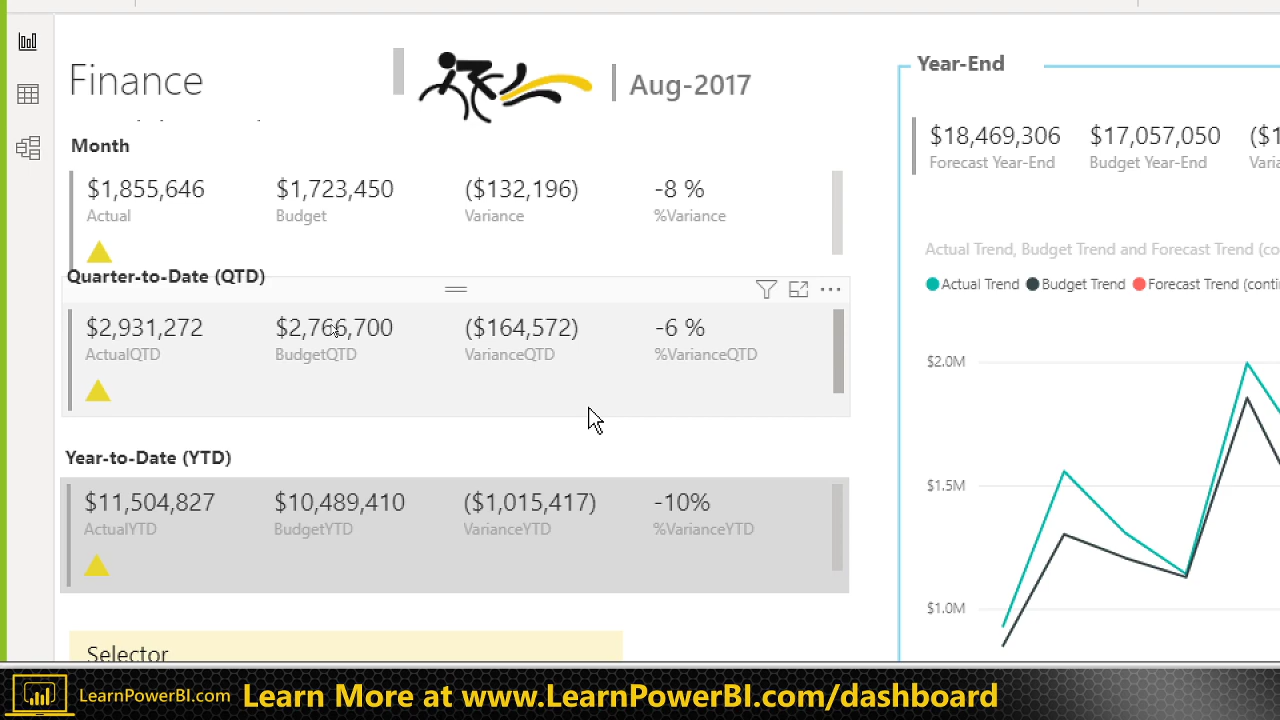 Finance
Aug-2017
Month
$1,855,646 $1,723,450 ($132,196) -8 %
Actual Budget Variance %Variance
Quarter-to-Date (QTD)
$2,931,272 $2,766,700 ($164,572) -6 %
ActualQTD BudgetQTD VarianceQTD %VarianceQTD
Year-to-Date (YTD)
$11,504,827 $10,489,410 ($1,015,417) -10%
ActualYTD BudgetYTD VarianceYTD %VarianceYTD
Selector
Year-End
$18,469,306 $17,057,050 ($1
Forecast Year-End Budget Year-End Varia
Actual Trend, Budget Trend and Forecast Trend (co
Actual Trend Budget Trend Forecast Trend (conti
$2.0M
$1.5M
$1.0M
LearnPowerBI.com Learn More at www.LearnPowerBI.com/dashboard